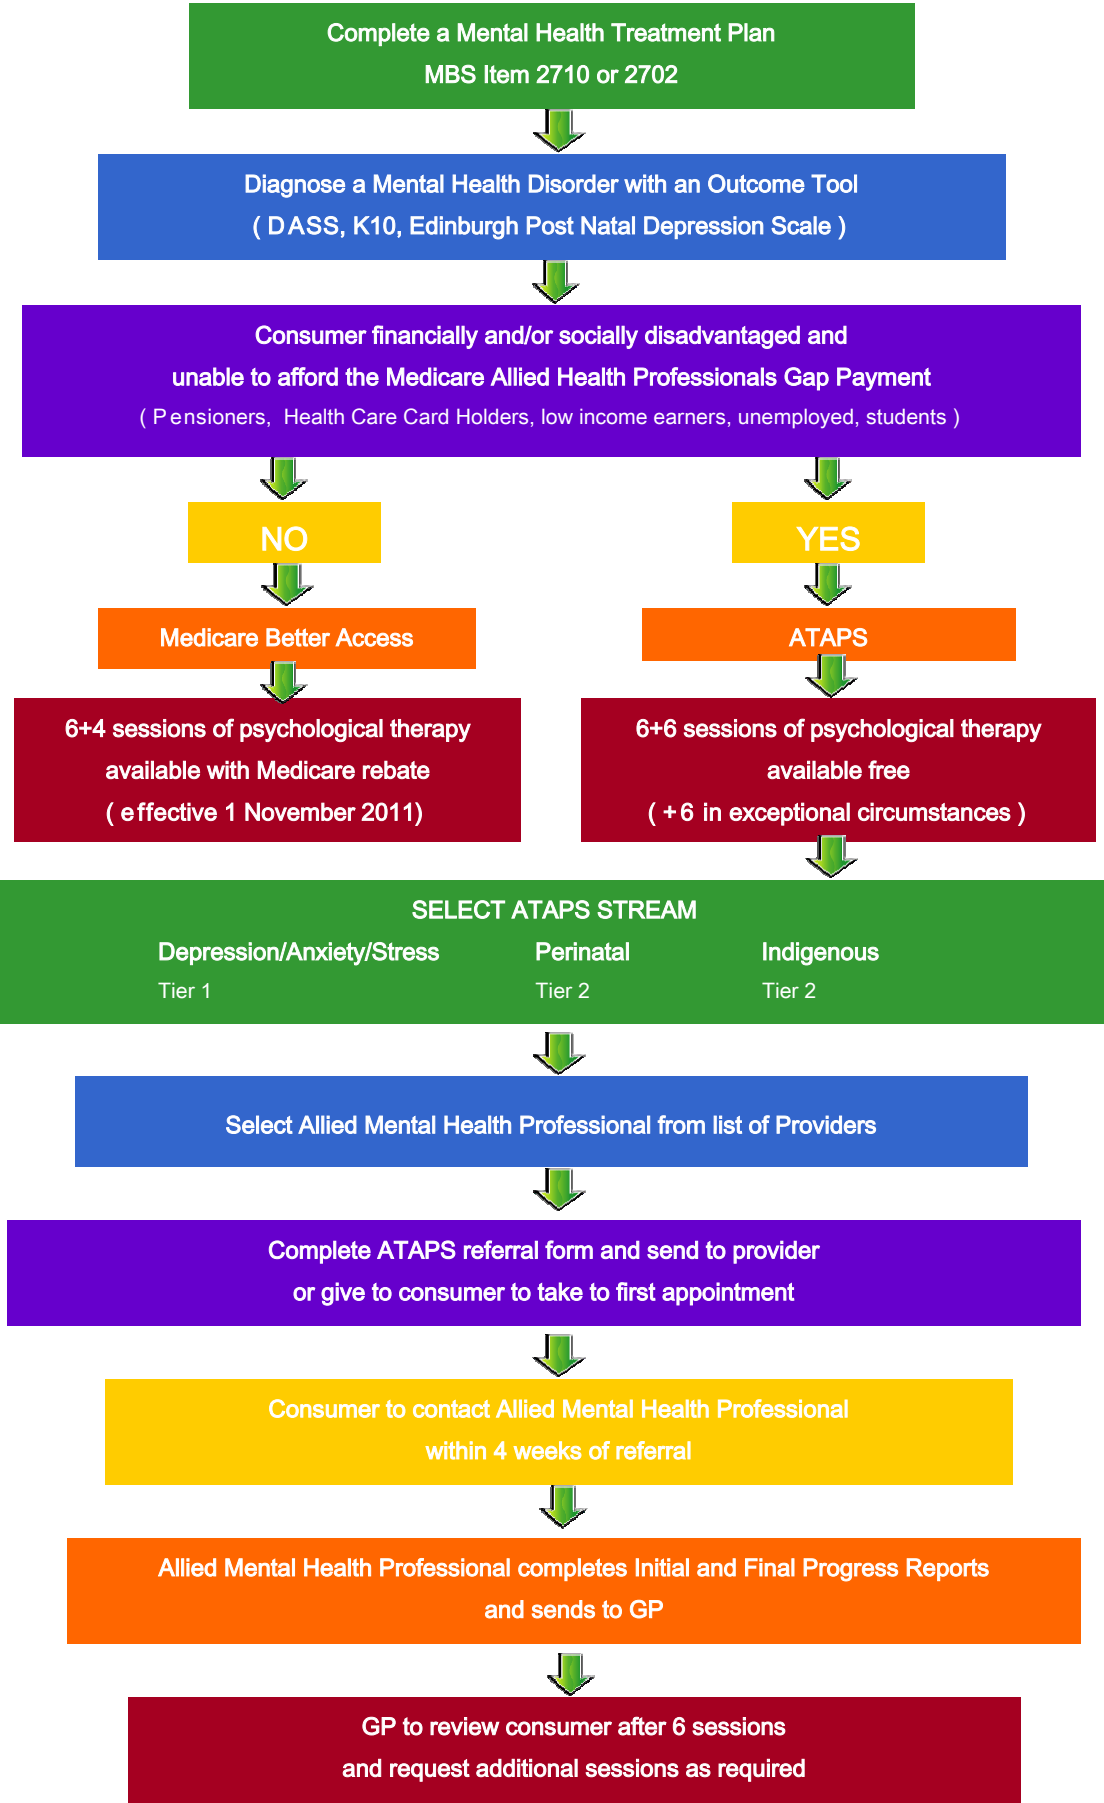 Complete a Mental Health Treatment Plan
MBS Item 2710 or 2702
Diagnose a Mental Health Disorder with an Outcome Tool
( DASS, K10, Edinburgh Post Natal Depression Scale )
Consumer financially and/or socially disadvantaged and
unable to afford the Medicare Allied Health Professionals Gap Payment
( Pensioners, Health Care Card Holders, low income earners, unemployed, students )
NO
YES
Medicare Better Access
ATAPS
6+4 sessions of psychological therapy
available with Medicare rebate
( effective 1 November 2011)
6+6 sessions of psychological therapy
available free
( +6 in exceptional circumstances )
SELECT ATAPS STREAM
Depression/Anxiety/Stress Perinatal Indigenous
Tier 1 Tier 2 Tier 2
Select Allied Mental Health Professional from list of Providers
Complete ATAPS referral form and send to provider
or give to consumer to take to first appointment
Consumer to contact Allied Mental Health Professional
within 4 weeks of referral
Allied Mental Health Professional completes Initial and Final Progress Reports
and sends to GP
GP to review consumer after 6 sessions
and request additional sessions as required